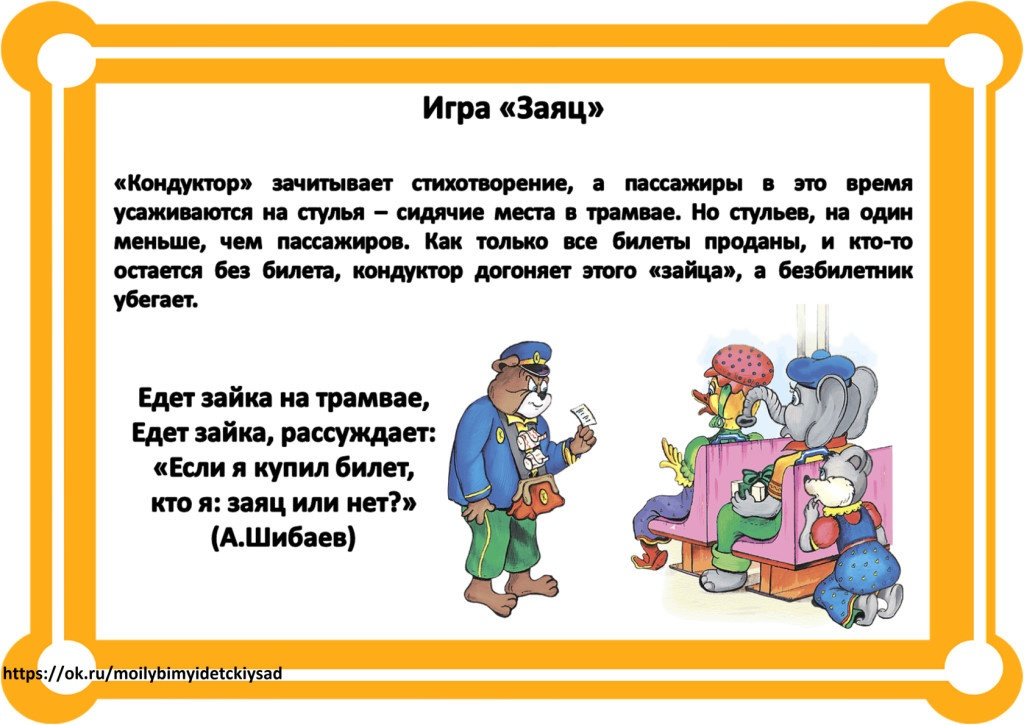 Игра «Заяц»
«Кондуктор» зачитывает стихотворение, а пассажиры в это время
усаживаются на стулья – сидячие места в трамвае. Но стульев, на один
меньше, чем пассажиров. Как только все билеты проданы, и кто-то
остается без билета, кондуктор догоняет этого «зайца», а безбилетник
убегает.
Едет зайка на трамвае,
Едет зайка, рассуждает:
«Если я купил билет,
кто я: заяц или нет?»
(А.Шибаев)
https://ok.ru/moilybimyidetckiysad